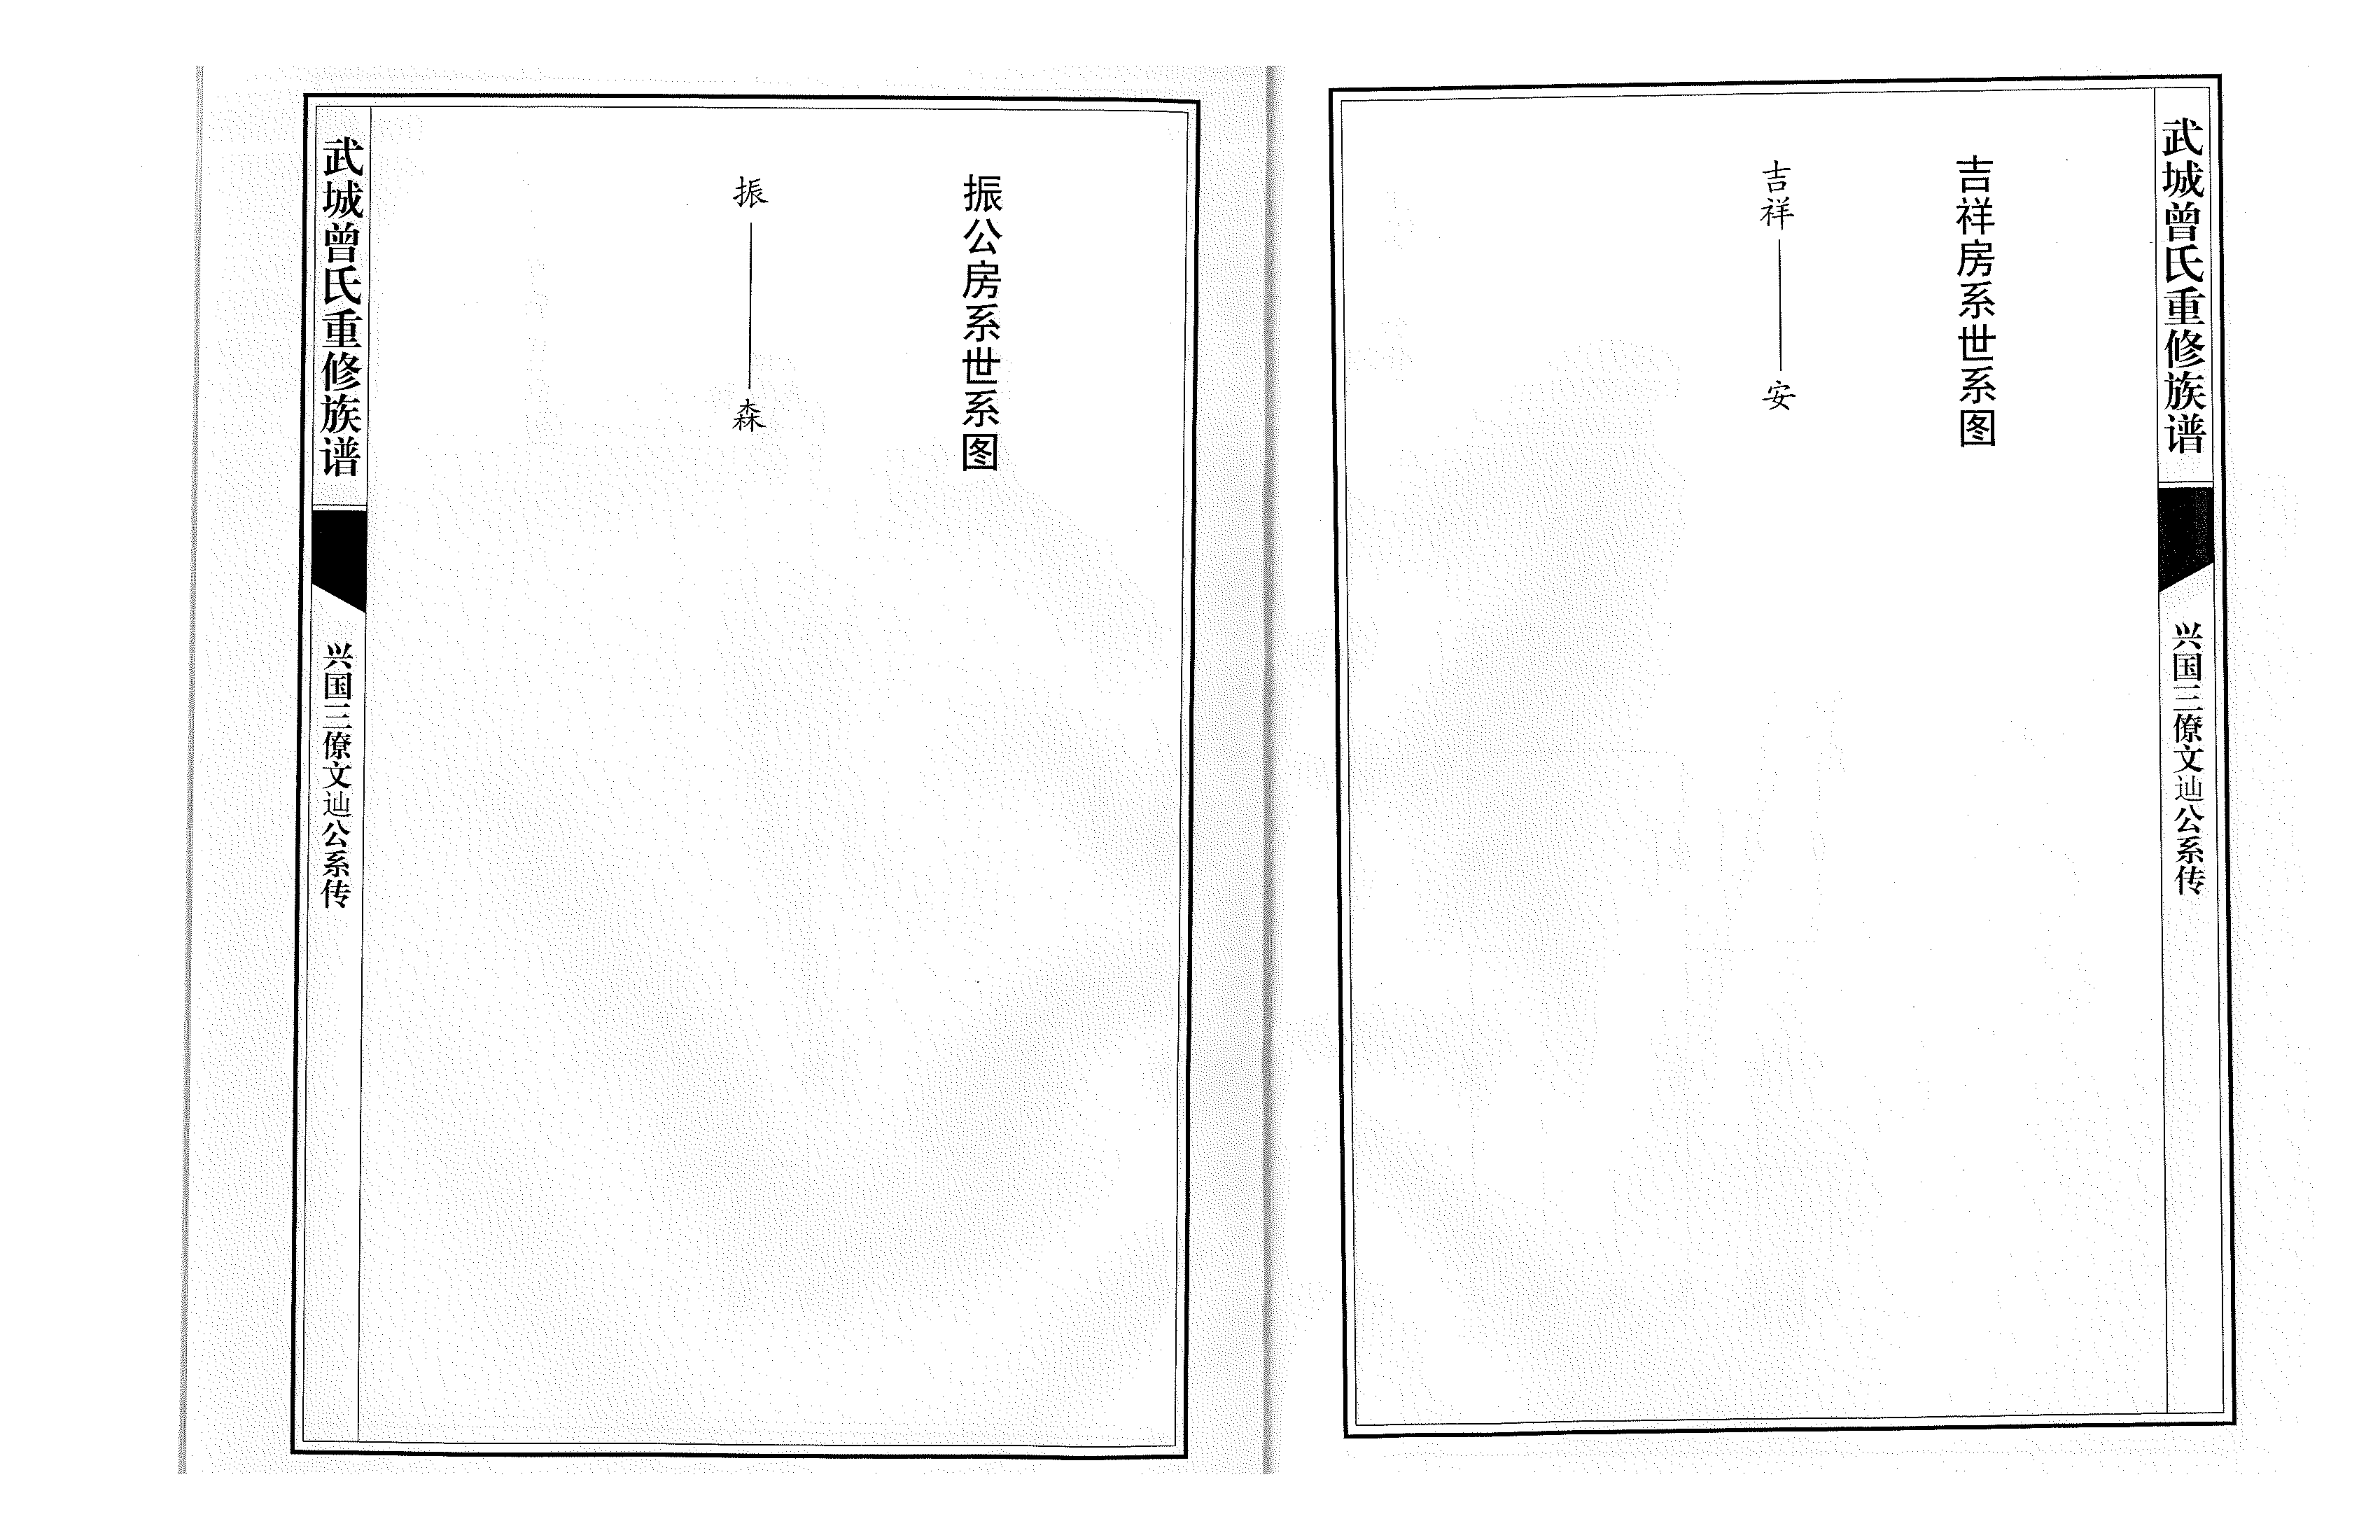 武城曾氏重修族谱
兴国三僚文辿公系传
吉祥房系世系图
吉祥
安
振公房系世系图
振
森
武城曾氏重修族谱
兴国三僚文辿公系传